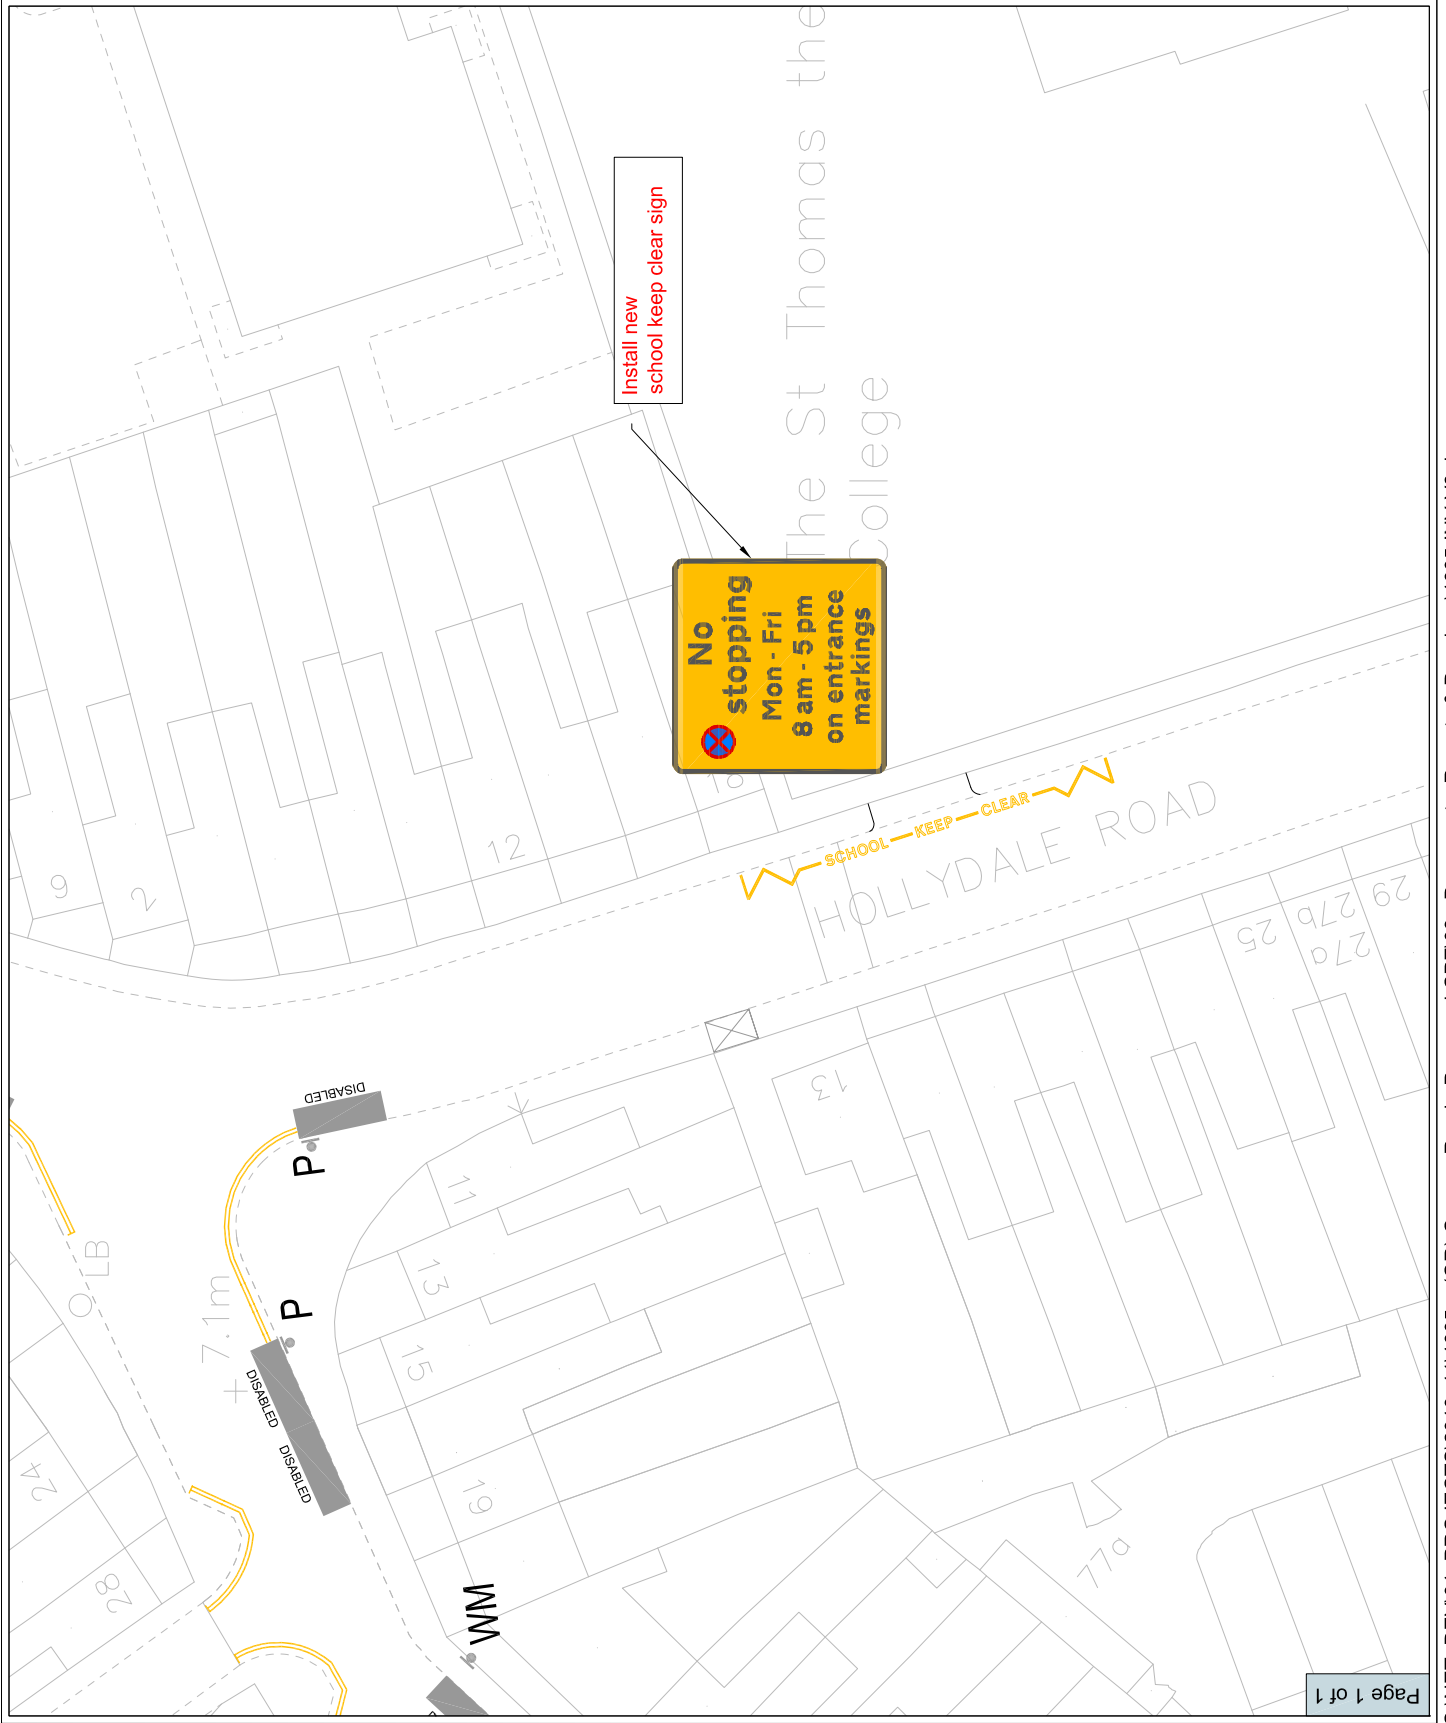 Install new
school keep clear sign
The St Thomas the
College
No
stopping
Mon - Fri
8 am - 5 pm
on entrance
markings
SCHOOL KEEP CLEAR
HOLLYDALE ROAD
9
2
12
DISABLED
P
P
DISABLED
DISABLED
WM
LB
+ 7.1m
11
13
15
19
13
25
27b
27a
29
24
28
77a
Page 1 of 1